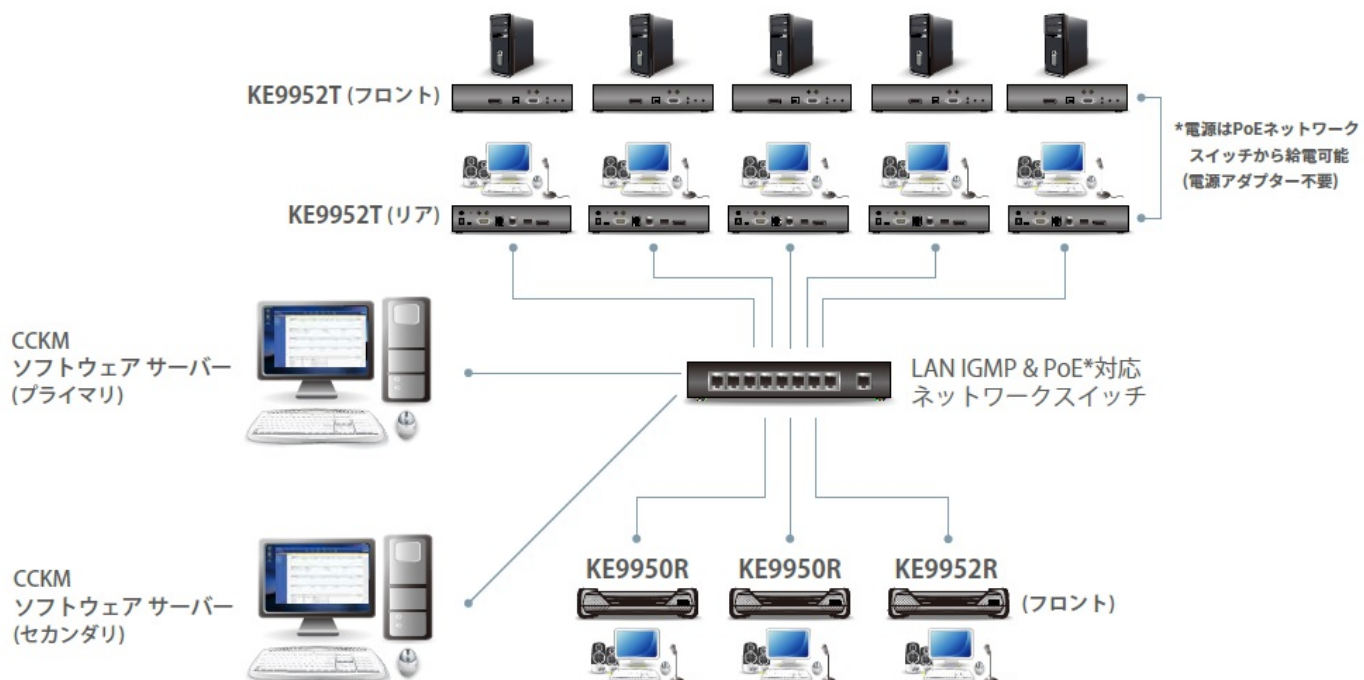 KE9952T (フロント)
*電源はPoEネットワーク
スイッチから給電可能
(電源アダプター不要)
KE9952T (リア)
CCKM
ソフトウェア サーバー
(プライマリ)
LAN IGMP & PoE*対応
ネットワークスイッチ
KE9950R
KE9950R
KE9952R
(フロント)
CCKM
ソフトウェア サーバー
(セカンダリ)